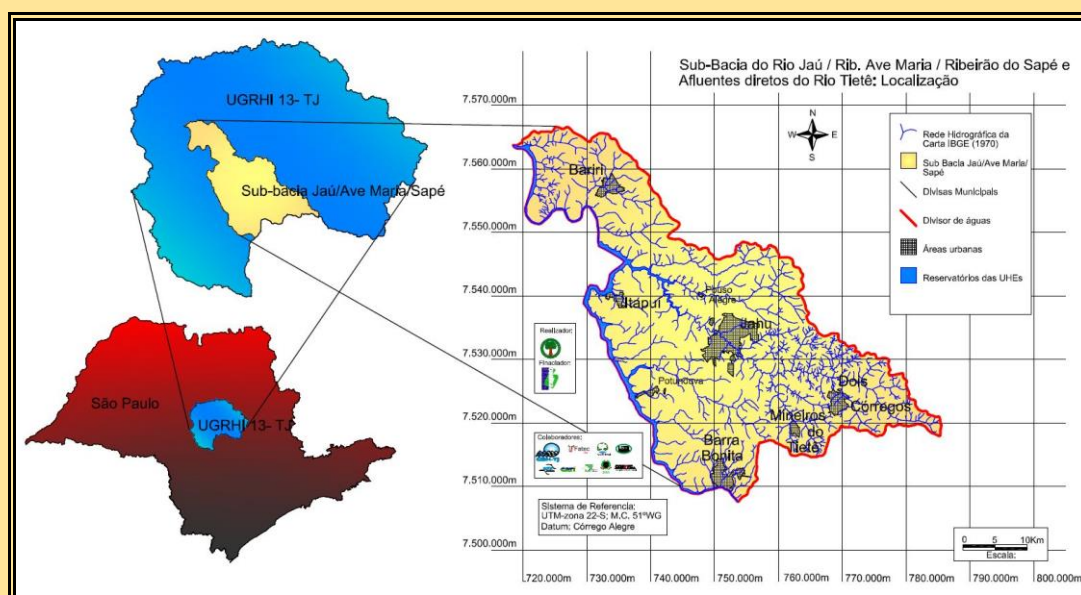 UGRHI 13- TJ
Sub-bacia Jaú/Ave Maria/Sapé
São Paulo
UGRHI 13- TJ
Sub-Bacia do Rio Jaú / Rib. Ave Maria / Ribeirão do Sapé e
Afluentes diretos do Rio Tietê: Localização
7.570.000m
7.560.000m
7.550.000m
7.540.000m
7.530.000m
7.520.000m
7.510.000m
7.500.000m
N
W
E
S
Bariri
Itapuí
Pouso
Alegre
Jahu
Potunduva
Dois
Córregos
Mineiros
do
Tietê
Barra
Bonita
Rede Hidrográfica da
Carta IBGE (1970)
Sub Bacia Jaú/Ave Maria/
Sapé
Divisas Municipais
Divisor de águas
Áreas urbanas
Reservatórios das UHEs
Realizador:
Colaboradores:
Fatec
Sistema de Referencia:
UTM-zona 22-S; M.C. 51ºWG
Datum: Córrego Alegre
0 5 10Km
Escala:
720.000m
730.000m
740.000m
750.000m
760.000m
770.000m
780.000m
790.000m
800.000m